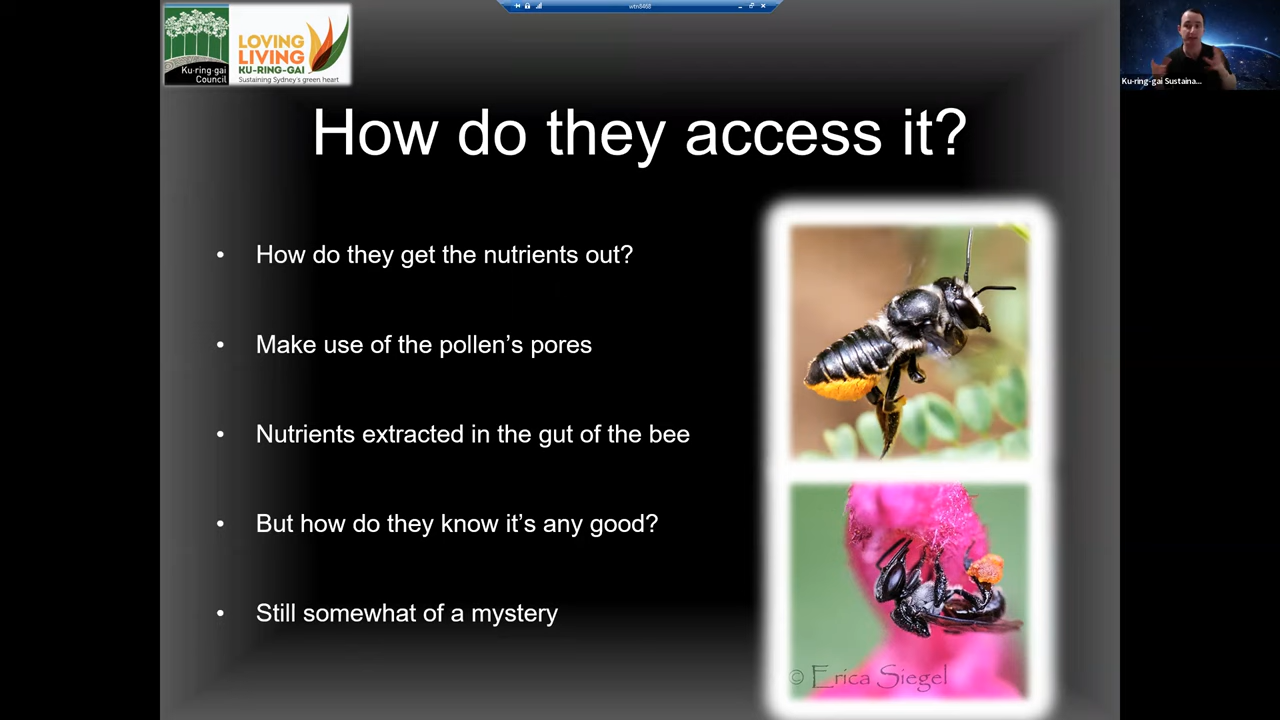 wtn8468
Ku-ring-gai
Council
LOVING
LIVING
KU-RING-GAI
Sustaining Sydney's green heart
Ku-ring-gai Sustaina...
How do they access it?
• How do they get the nutrients out?
• Make use of the pollen's pores
• Nutrients extracted in the gut of the bee
• But how do they know it's any good?
• Still somewhat of a mystery
© Erica Siegel